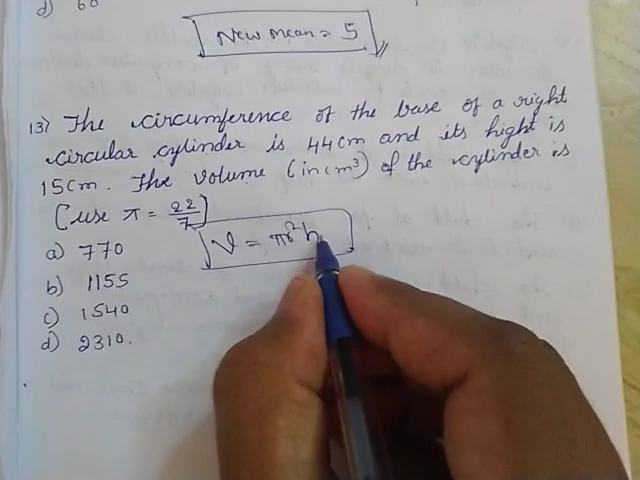 d) 60
New mean = 5
13) The circumference of the base of a right
circular cylinder is 44cm and its hight is
15cm. The volume (in cm³) of the cylinder is
[use π = 22/7]
V = πr²h
a) 770
b) 1155
c) 1540
d) 2310.